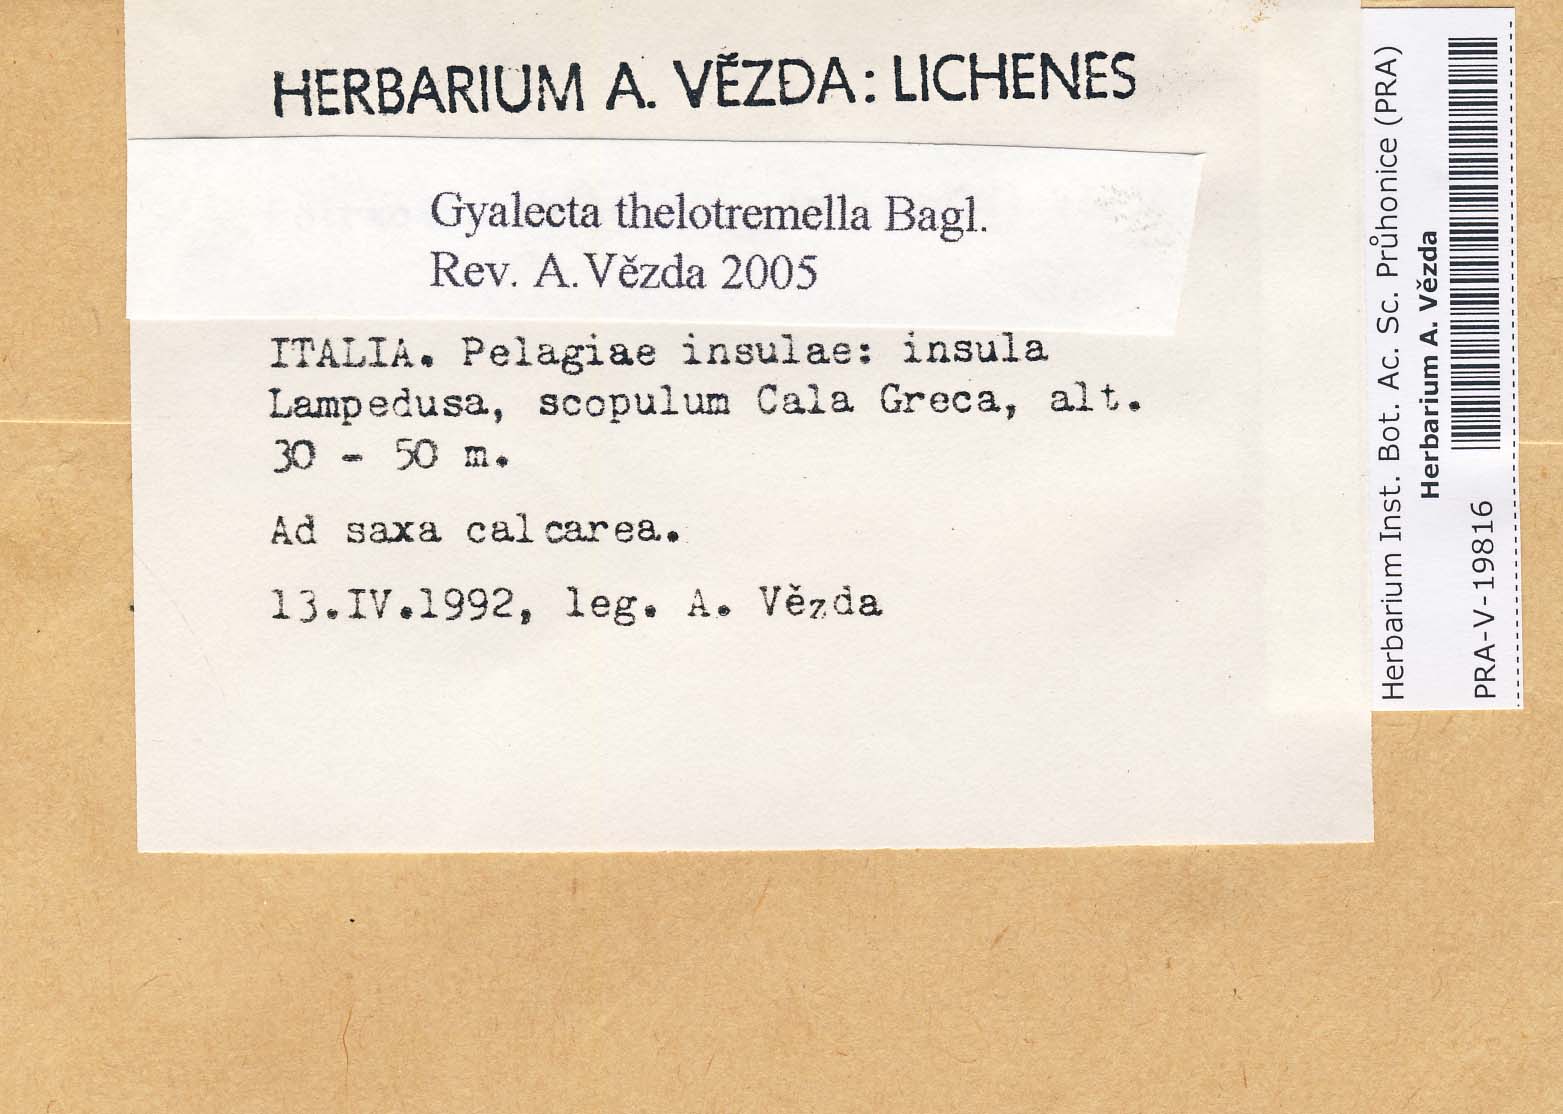 HERBARIUM A. VĚZDA: LICHENES
Gyalecta thelotremella Bagl.
Rev. A. Vězda 2005
ITALIA. Pelagiae insulae: insula
Lampedusa, scopulum Cala Greca, alt.
30 - 50 m.
Ad saxa calcarea.
13.IV.1992, leg. A. Vězda
Herbarium Inst. Bot. Ac. Sc. Průhonice (PRA)
Herbarium A. Vězda
PRA-V-19816